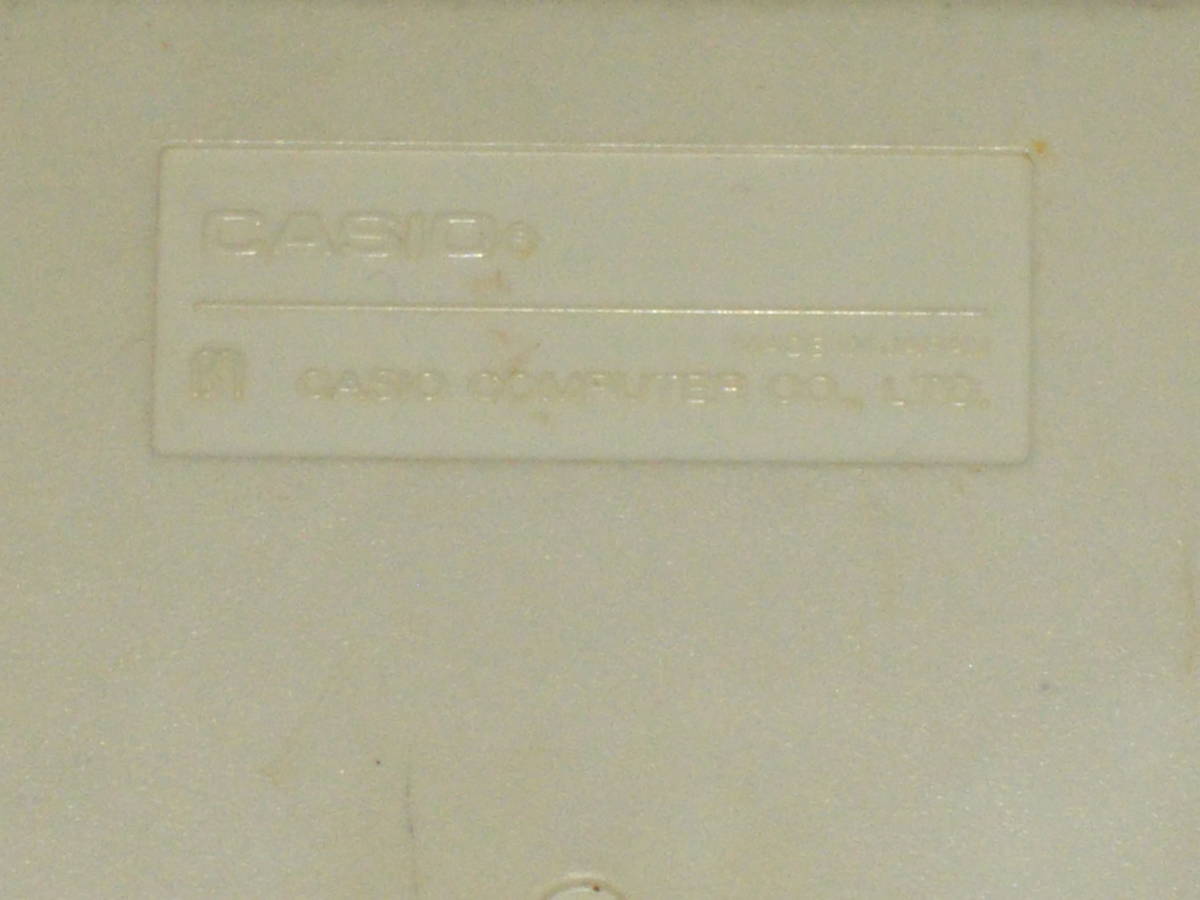 CASIO®
MADE IN JAPAN
CASIO COMPUTER CO., LTD.